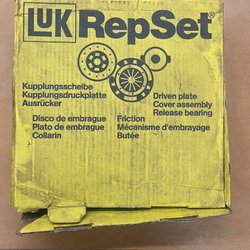 LUK RepSet®
Kupplungsscheibe
Kupplungsdruckplatte
Ausrücker
Driven plate
Cover assembly
Release bearing
Disco de embrague
Plato de embrague
Collarin
Friction
Mécanisme d'embrayage
Butée